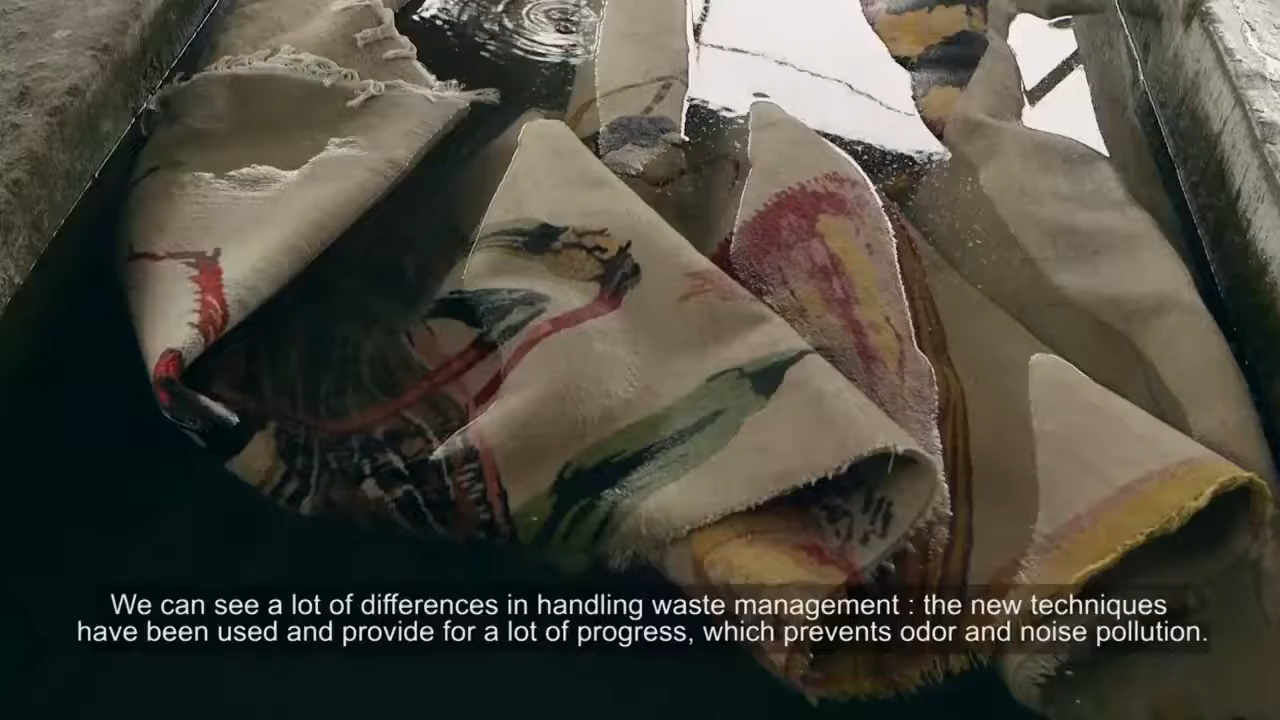 We can see a lot of differences in handling waste management : the new techniques
have been used and provide for a lot of progress, which prevents odor and noise pollution.